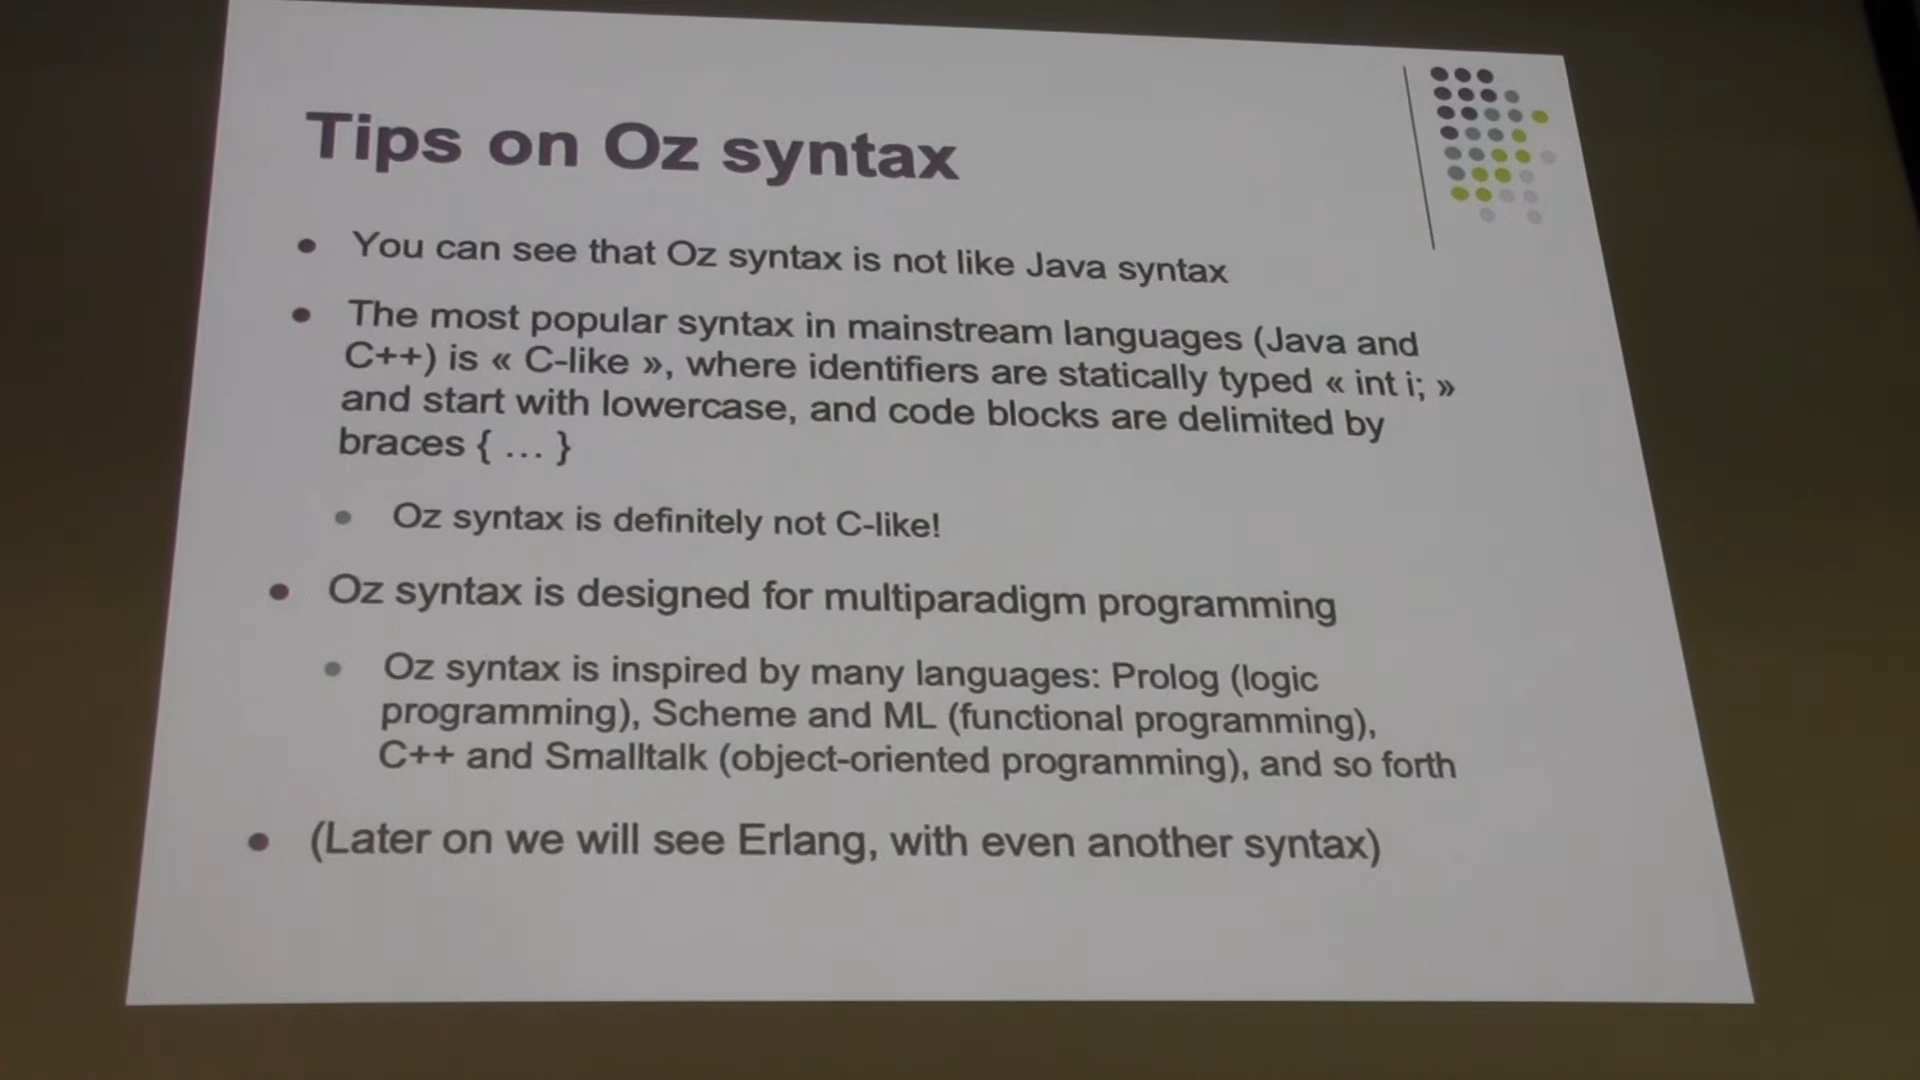 Tips on Oz syntax
• You can see that Oz syntax is not like Java syntax
• The most popular syntax in mainstream languages (Java and
C++) is « C-like », where identifiers are statically typed « int i; »
and start with lowercase, and code blocks are delimited by
braces { … }
• Oz syntax is definitely not C-like!
• Oz syntax is designed for multiparadigm programming
• Oz syntax is inspired by many languages: Prolog (logic
programming), Scheme and ML (functional programming),
C++ and Smalltalk (object-oriented programming), and so forth
• (Later on we will see Erlang, with even another syntax)